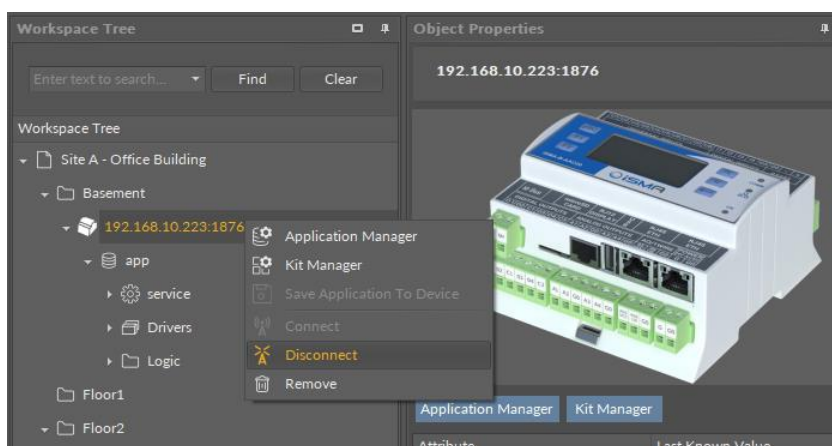 Workspace Tree
Enter text to search...
Find
Clear
Workspace Tree
Site A - Office Building
Basement
192.168.10.223:1876
app
service
Drivers
Logic
Floor1
Floor2
Application Manager
Kit Manager
Save Application To Device
Connect
Disconnect
Remove
Object Properties
192.168.10.223:1876
iSMA
Application Manager
Kit Manager
Attribute
Last Known Value